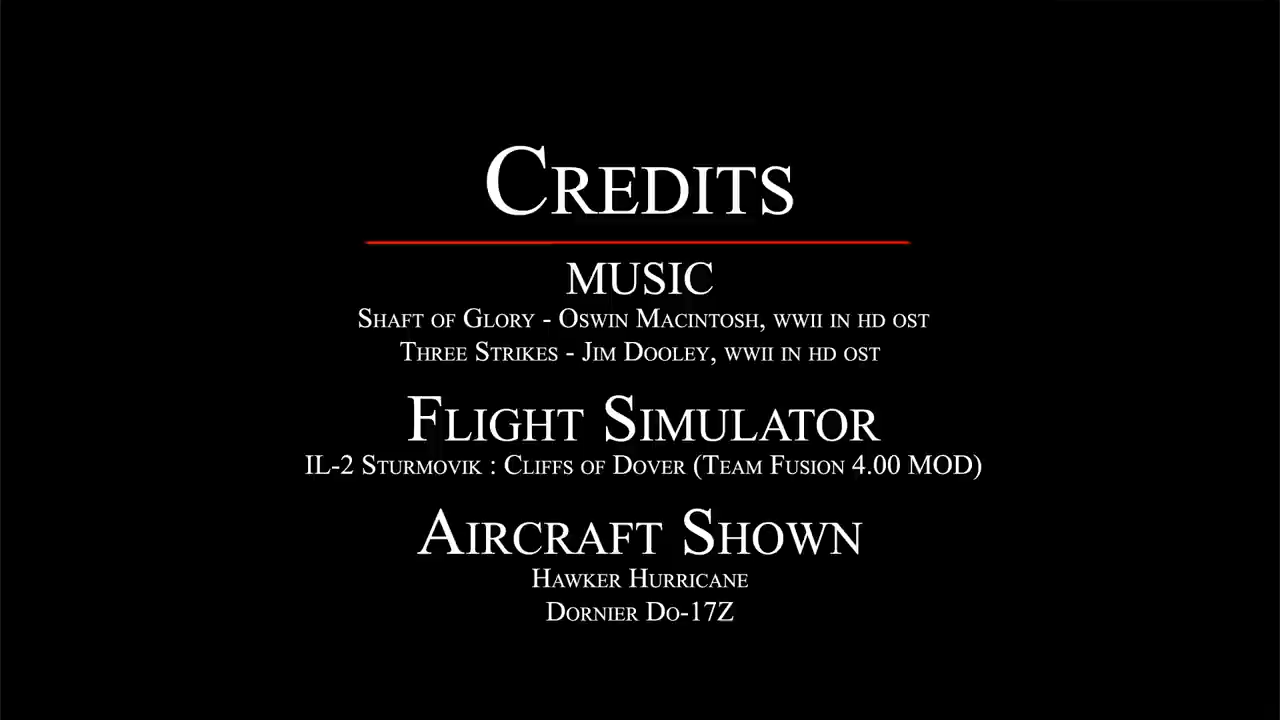 Credits
MUSIC
Shaft of Glory - Oswin Macintosh, wwii in hd ost
Three Strikes - Jim Dooley, wwii in hd ost
Flight Simulator
IL-2 Sturmovik : Cliffs of Dover (Team Fusion 4.00 MOD)
Aircraft Shown
Hawker Hurricane
Dornier Do-17Z